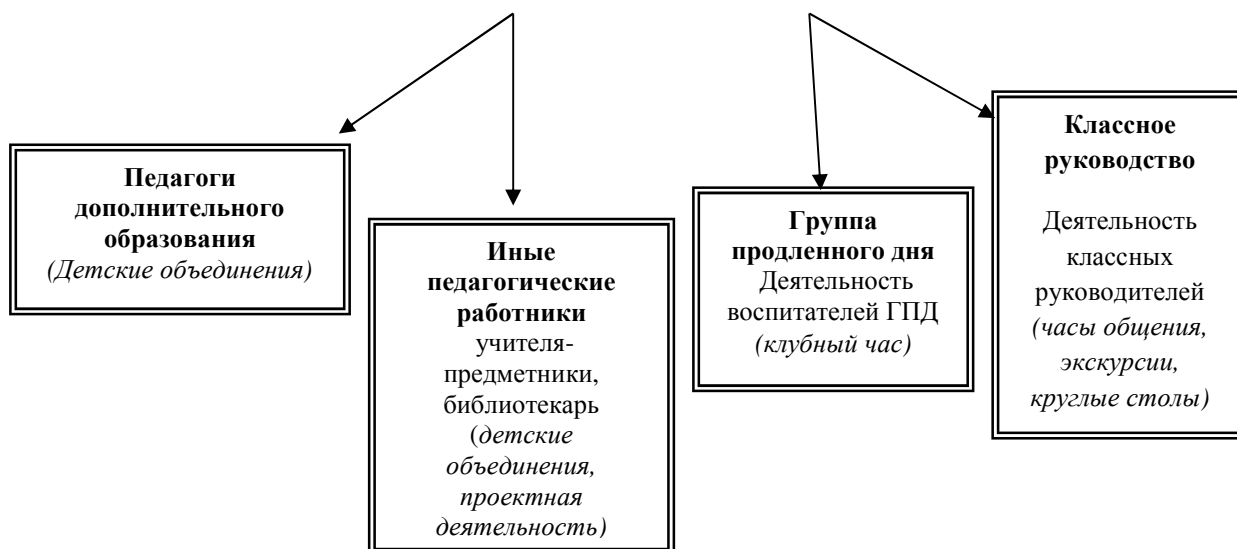 Педагоги
дополнительного
образования
(Детские объединения)
Иные
педагогические
работники
учителя-
предметники,
библиотекарь
(детские
объединения,
проектная
деятельность)
Группа
продленного дня
Деятельность
воспитателей ГПД
(клубный час)
Классное
руководство
Деятельность
классных
руководителей
(часы общения,
экскурсии,
круглые столы)